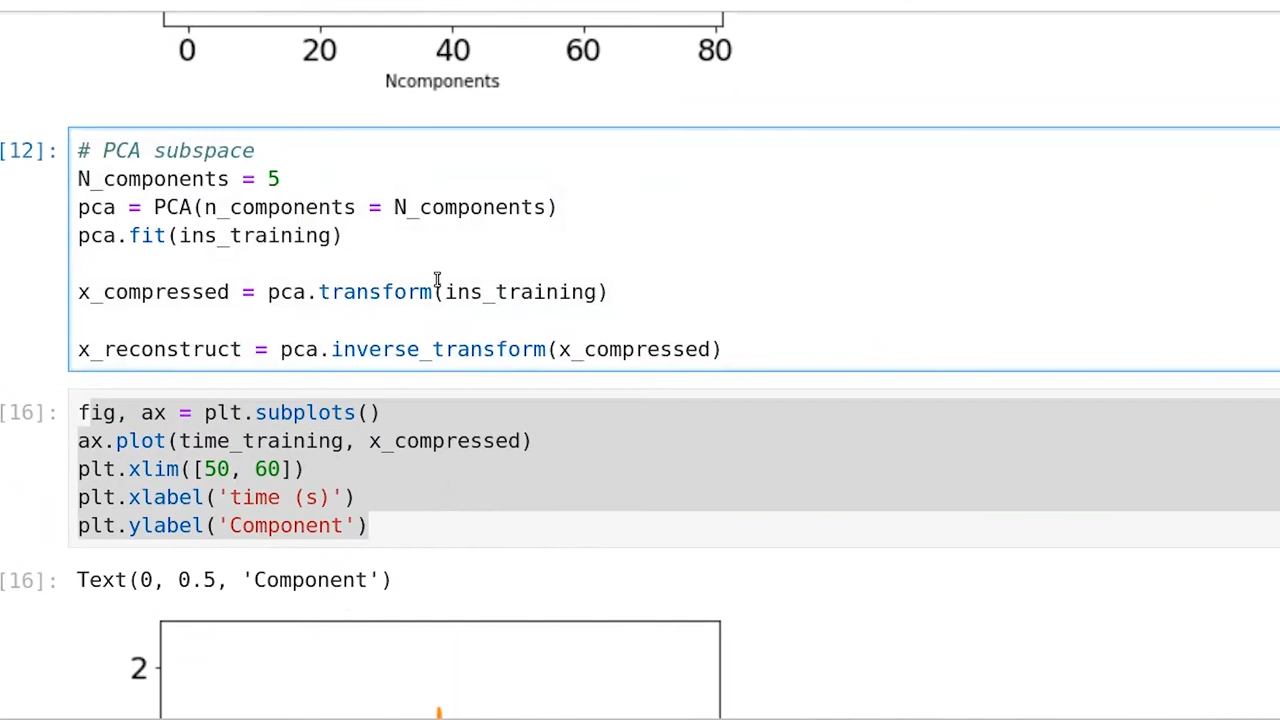 0 20 40 60 80
Ncomponents
[12]: # PCA subspace
N_components = 5
pca = PCA(n_components = N_components)
pca.fit(ins_training)
x_compressed = pca.transform(ins_training)
x_reconstruct = pca.inverse_transform(x_compressed)
[16]: fig, ax = plt.subplots()
ax.plot(time_training, x_compressed)
plt.xlim([50, 60])
plt.xlabel('time (s)')
plt.ylabel('Component')
[16]: Text(0, 0.5, 'Component')
2